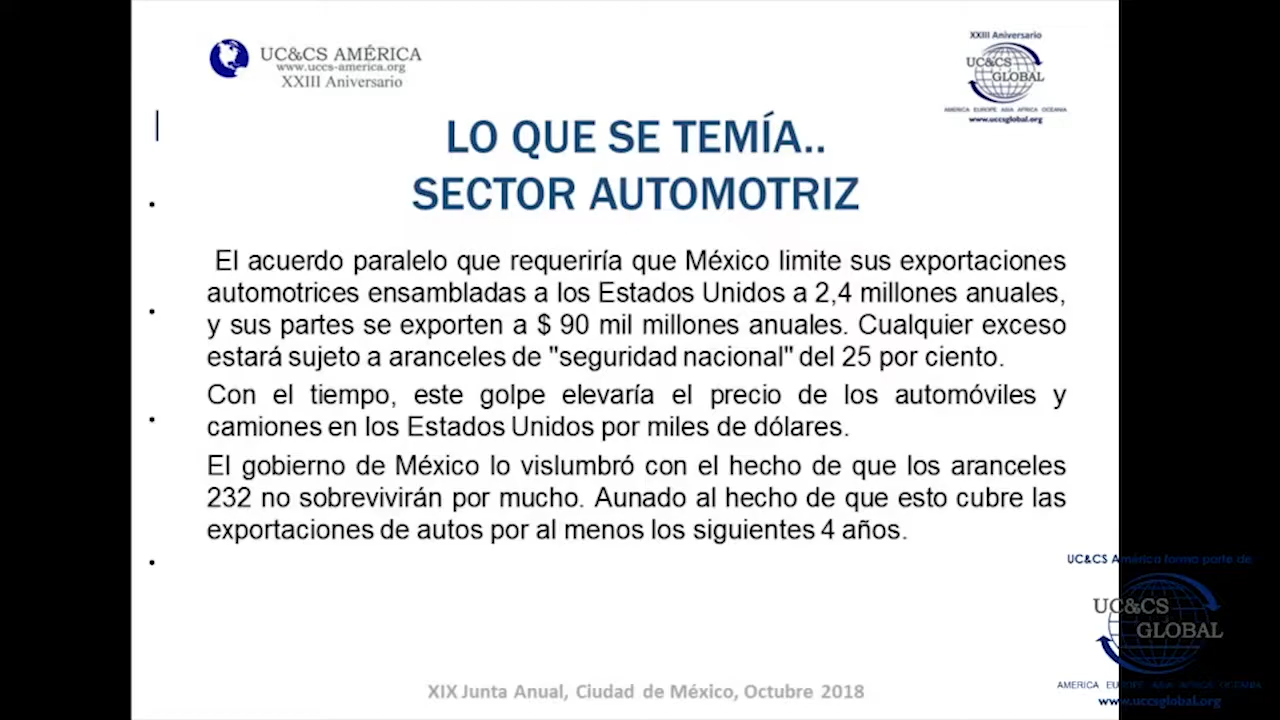 UC&CS AMÉRICA
www.uccs-america.org
XXIII Aniversario
XXIII Aniversario
UC&CS
GLOBAL
AMERICA EUROPE ASIA AFRICA OCEANIA
www.uccsglobal.org
LO QUE SE TEMÍA..
SECTOR AUTOMOTRIZ
El acuerdo paralelo que requeriría que México limite sus exportaciones
automotrices ensambladas a los Estados Unidos a 2,4 millones anuales,
y sus partes se exporten a $ 90 mil millones anuales. Cualquier exceso
estará sujeto a aranceles de "seguridad nacional" del 25 por ciento.
Con el tiempo, este golpe elevaría el precio de los automóviles y
camiones en los Estados Unidos por miles de dólares.
El gobierno de México lo vislumbró con el hecho de que los aranceles
232 no sobrevivirán por mucho. Aunado al hecho de que esto cubre las
exportaciones de autos por al menos los siguientes 4 años.
UC&CS América forma parte de:
UC&CS
GLOBAL
AMERICA EUROPE ASIA AFRICA OCEANIA
www.uccsglobal.org
XIX Junta Anual, Ciudad de México, Octubre 2018